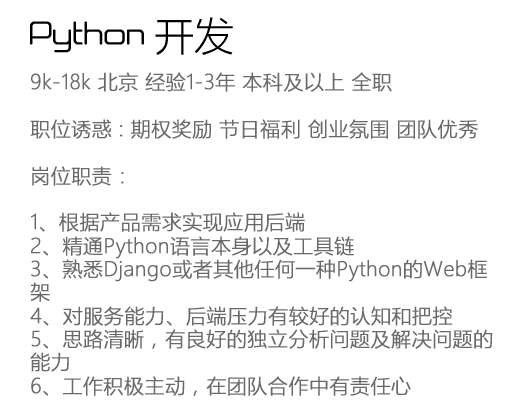 Python 开发
9k-18k 北京 经验1-3年 本科及以上 全职
职位诱惑 : 期权奖励 节日福利 创业氛围 团队优秀
岗位职责：
1、根据产品需求实现应用后端
2、精通Python语言本身以及工具链
3、熟悉Django或者其他任何一种Python的Web框
架
4、对服务能力、后端压力有较好的认知和把控
5、思路清晰，有良好的独立分析问题及解决问题的
能力
6、工作积极主动，在团队合作中有责任心